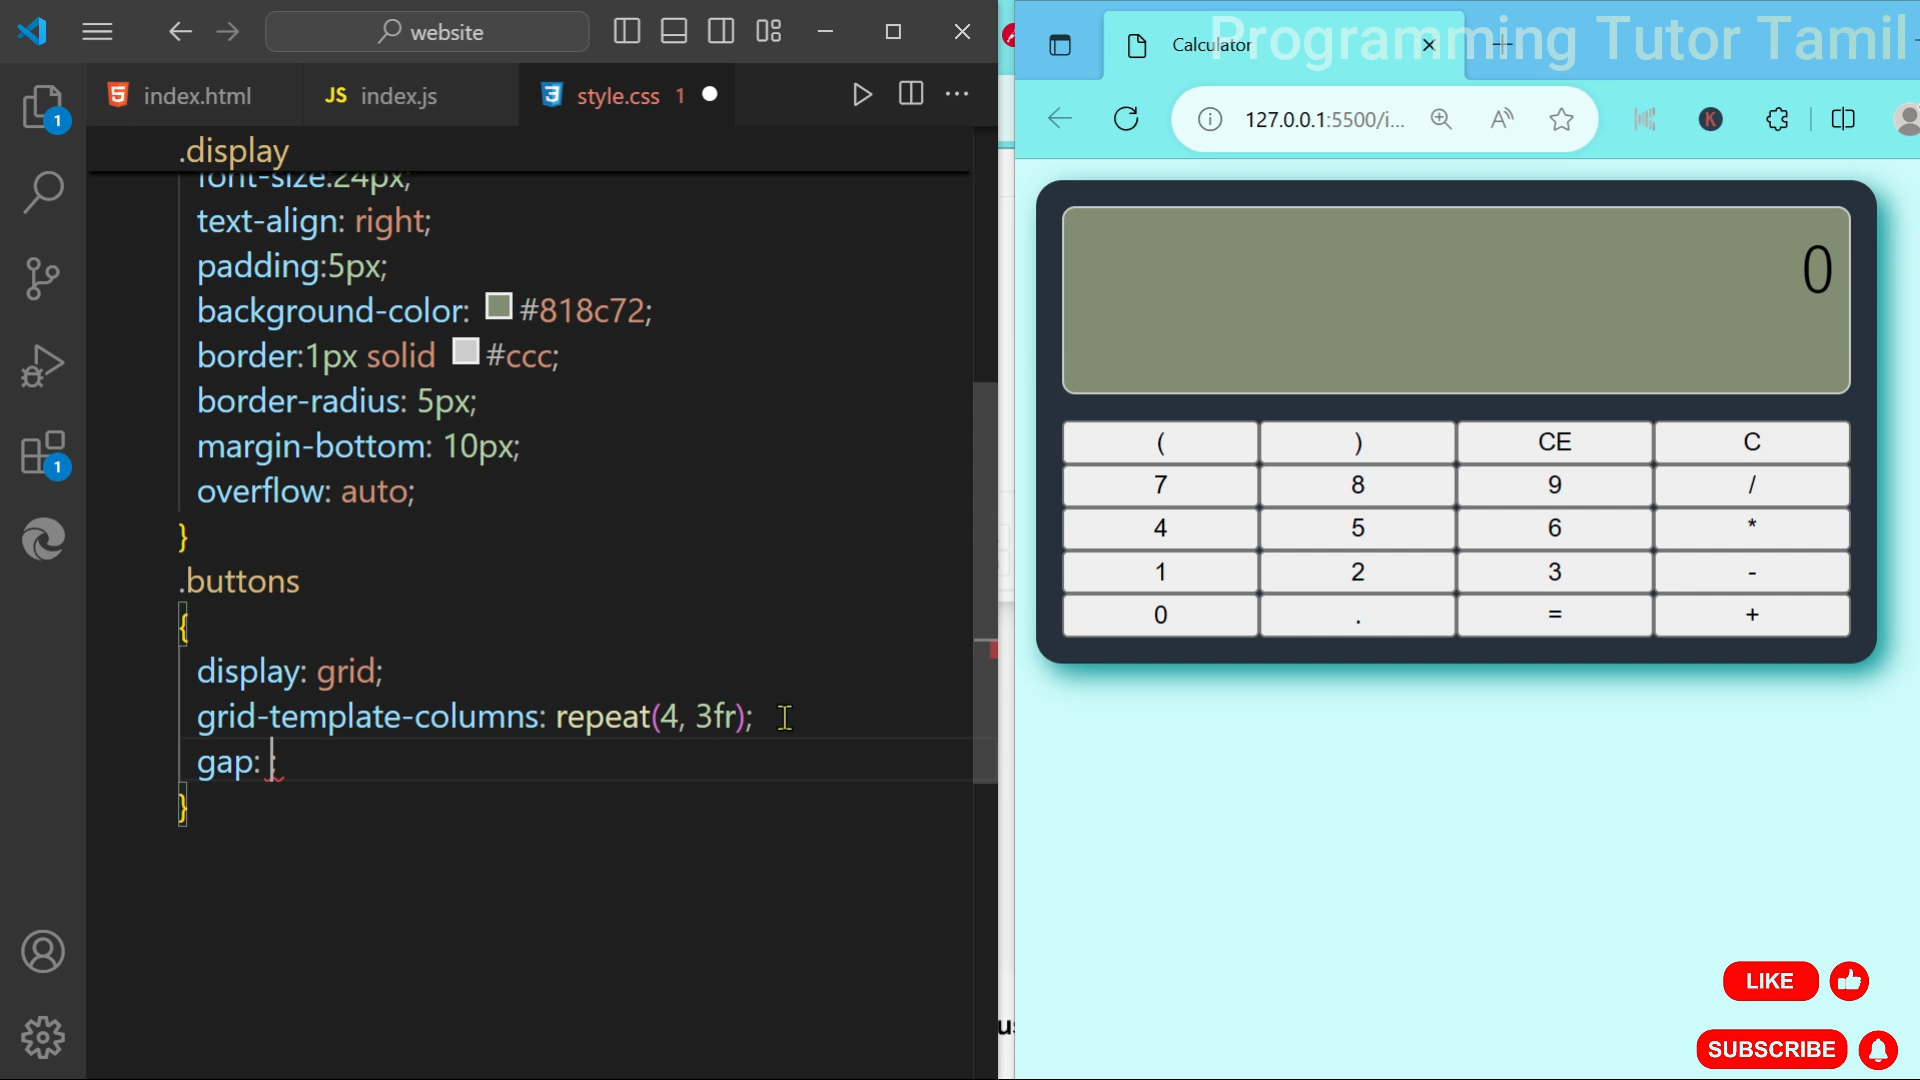 website
index.html
JS index.js
style.css 1
.display
font-size:24px;
text-align: right;
padding:5px;
background-color: #818c72;
border:1px solid #ccc;
border-radius: 5px;
margin-bottom: 10px;
overflow: auto;
}
.buttons
{
display: grid;
grid-template-columns: repeat(4, 3fr);
gap: ;
}
1
1
Calculator
Programming Tutor Tamil
127.0.0.1:5500/i...
K
0
( ) CE C
7 8 9 /
4 5 6 *
1 2 3 -
0 . = +
LIKE
SUBSCRIBE